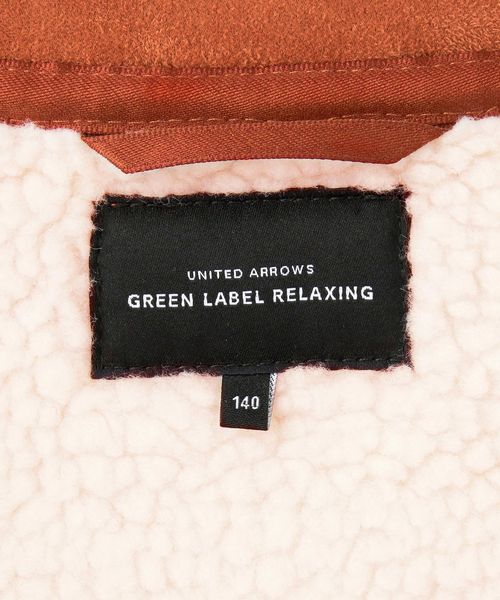 UNITED ARROWS
GREEN LABEL RELAXING
140